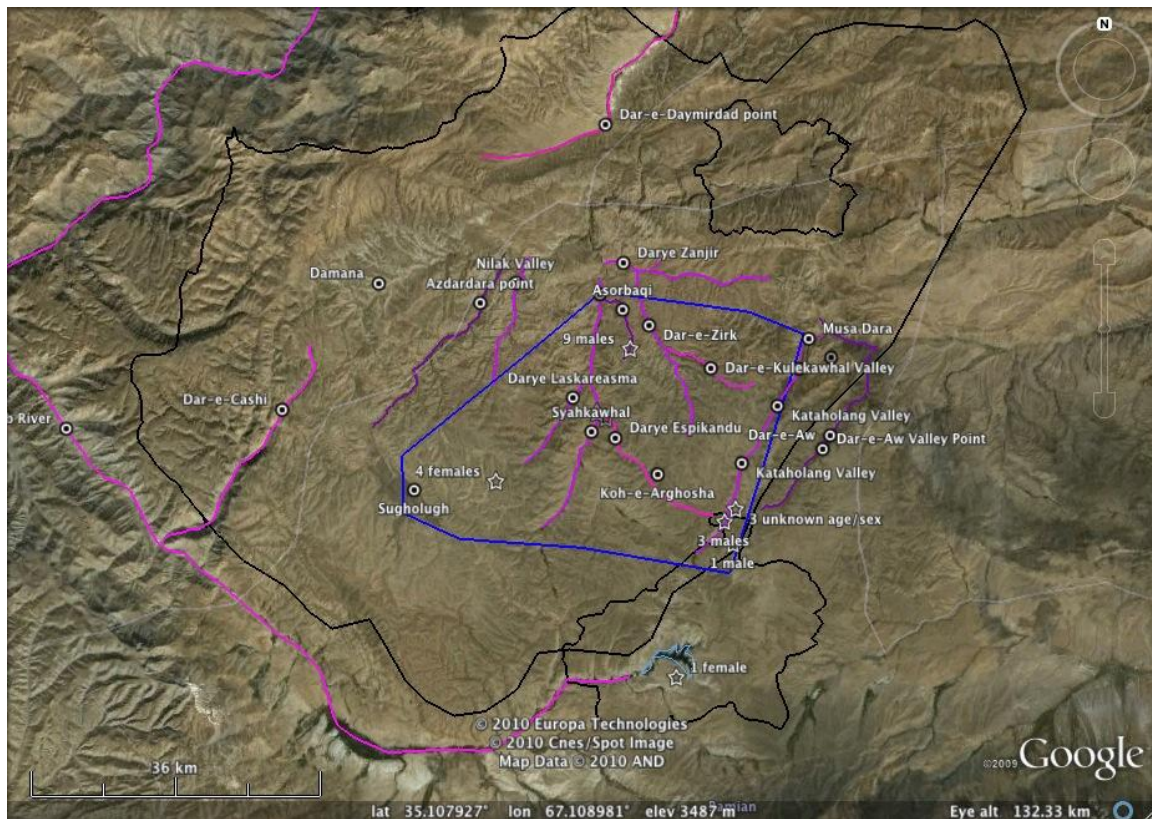 N
Dar-e-Daymirdad point
Darye Zanjir
Nilak Valley
Damana
Azdardara point
Asorbaqi
Musa Dara
Dar-e-Zirk
9 males
Dar-e-Kulekawhal Valley
Darye Laskareasma
Dar-e-Cashi
Syahkawhal
Kataholang Valley
River
Darye Espikandu
Dar-e-Aw
Dar-e-Aw Valley Point
4 females
Kataholang Valley
Koh-e-Arghosha
Sugholugh
3 unknown age/sex
3 males
1 male
1 female
© 2010 Europa Technologies
© 2010 Cnes/Spot Image
Map Data © 2010 AND
©2009 Google
36 km
lat 35.107927° lon 67.108981° elev 3487 m
Eye alt 132.33 km